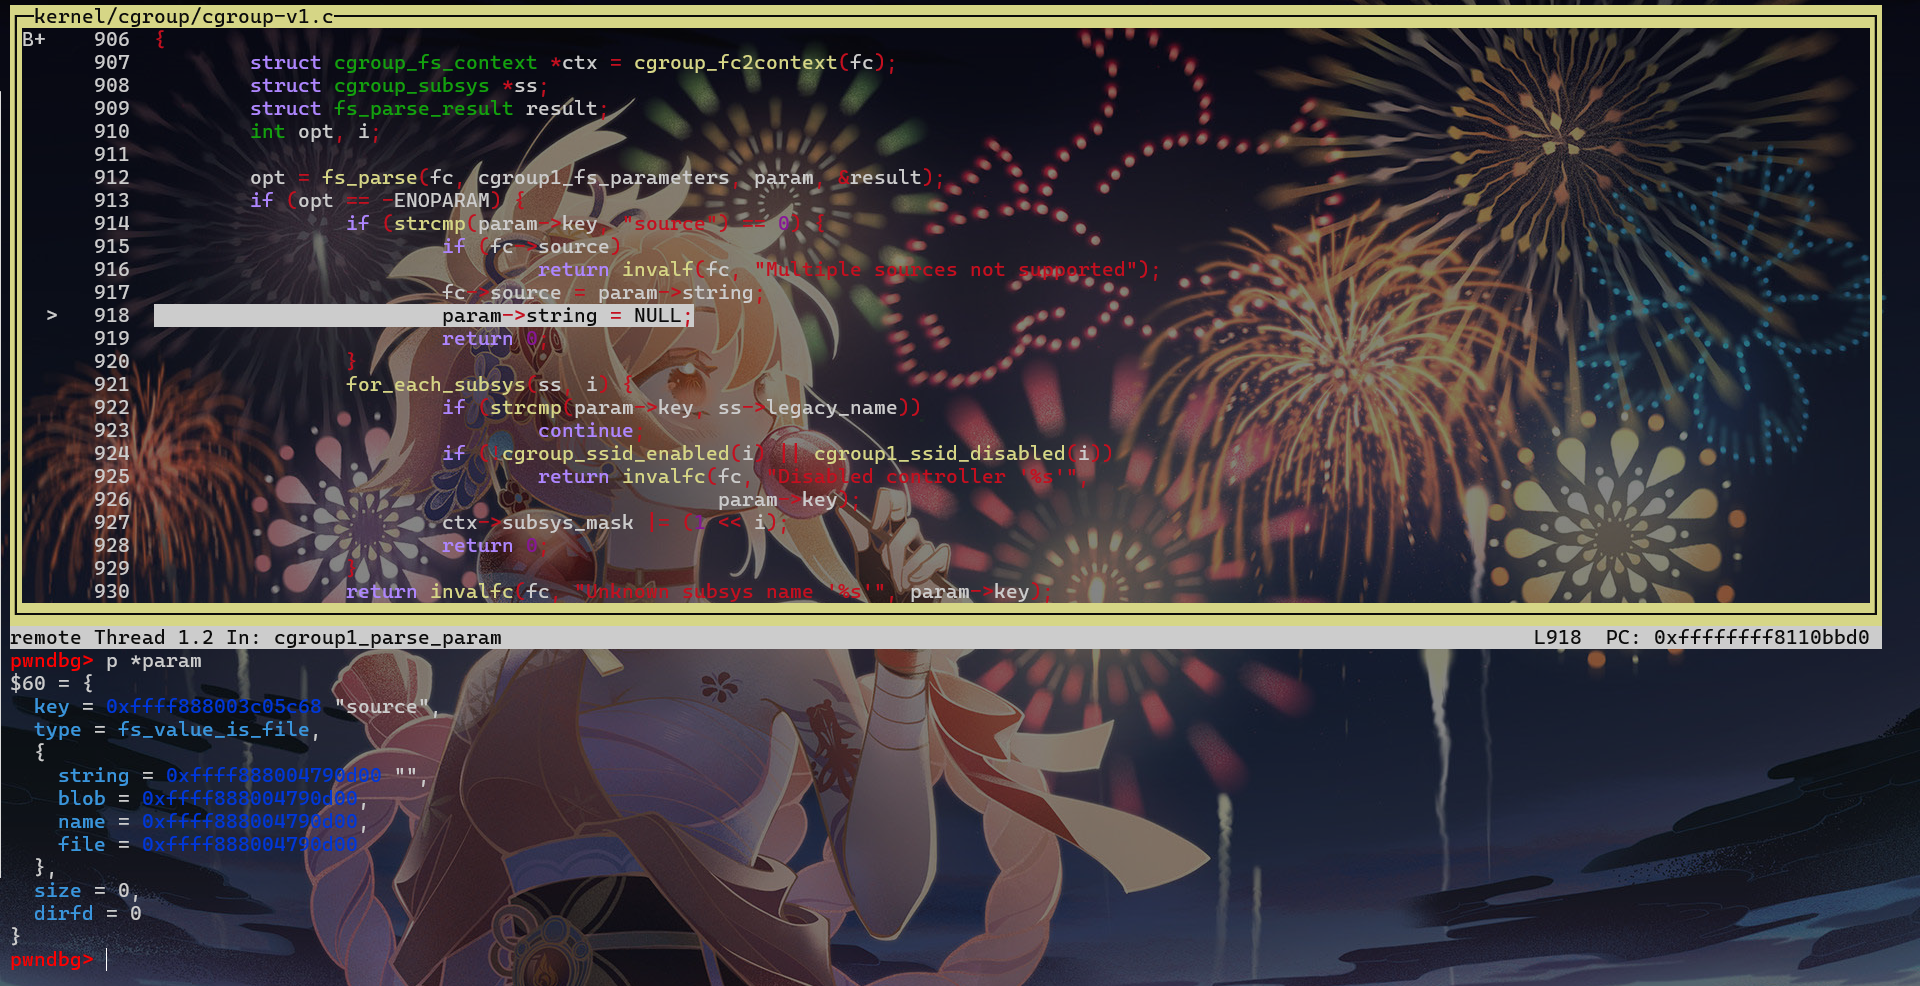 kernel/cgroup/cgroup-v1.c
B+ 906 {
907 struct cgroup_fs_context *ctx = cgroup_fc2context(fc);
908 struct cgroup_subsys *ss;
909 struct fs_parse_result result;
910 int opt, i;
911
912 opt = fs_parse(fc, cgroup1_fs_parameters, param, &result);
913 if (opt == -ENOPARAM) {
914 if (strcmp(param->key, "source") == 0) {
915 if (fc->source)
916 return invalf(fc, "Multiple sources not supported");
917 fc->source = param->string;
> 918 param->string = NULL;
919 return 0;
920 }
921 for_each_subsys(ss, i) {
922 if (strcmp(param->key, ss->legacy_name))
923 continue;
924 if (!cgroup_ssid_enabled(i) || cgroup1_ssid_disabled(i))
925 return invalfc(fc, "Disabled controller '%s'",
926 param->key);
927 ctx->subsys_mask |= (1 << i);
928 return 0;
929 }
930 return invalfc(fc, "Unknown subsys name '%s'", param->key);
remote Thread 1.2 In: cgroup1_parse_param L918 PC: 0xffffffff8110bbd0
pwndbg> p *param
$60 = {
key = 0xffff888003c05c68 "source",
type = fs_value_is_file,
{
string = 0xffff888004790d00 "",
blob = 0xffff888004790d00,
name = 0xffff888004790d00,
file = 0xffff888004790d00
},
size = 0,
dirfd = 0
}
pwndbg>